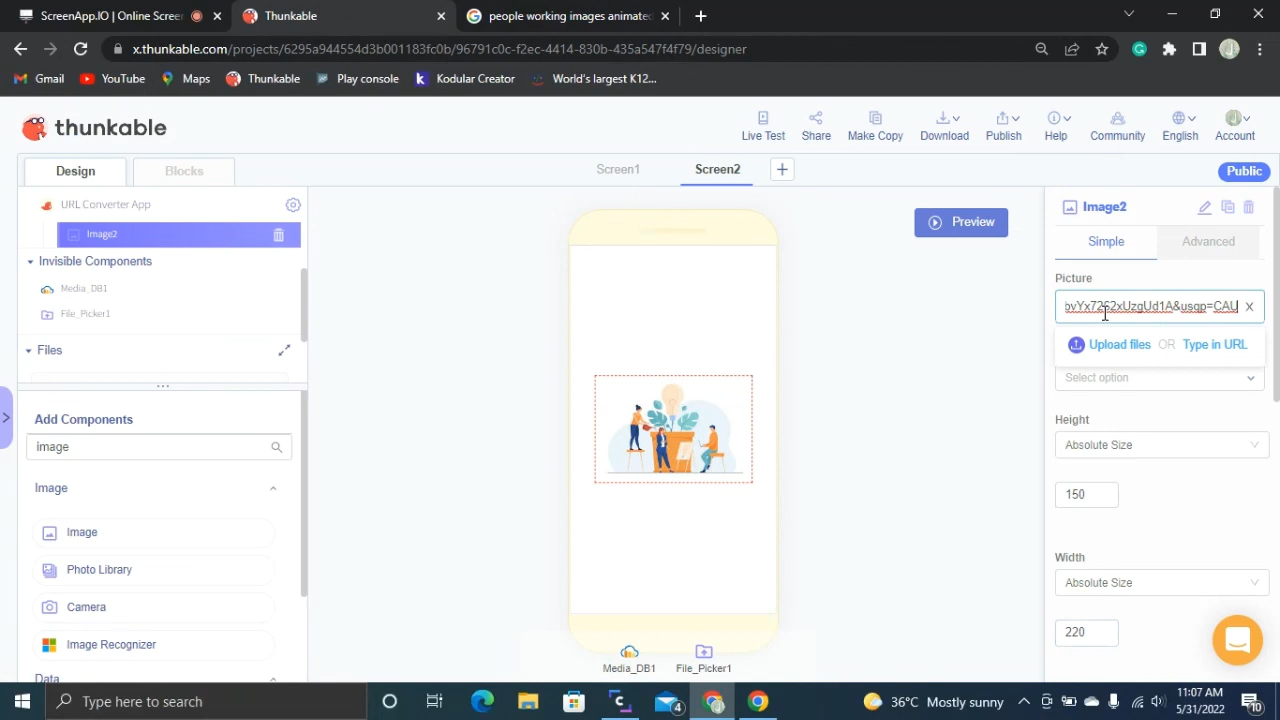 ScreenApp.IO | Online Screen
Thunkable
people working images animated
x.thunkable.com/projects/6295a944554d3b001183fc0b/96791c0c-f2ec-4414-830b-435a547f4f79/designer
Gmail
YouTube
Maps
Thunkable
Play console
Kodular Creator
World's largest K12...
thunkable
Live Test
Share
Make Copy
Download
Publish
Help
Community
English
Account
Design
Blocks
Screen1
Screen2
Public
URL Converter App
Image2
Invisible Components
Media_DB1
File_Picker1
Files
Add Components
image
Image
Image
Photo Library
Camera
Image Recognizer
Data
Preview
Media_DB1
File_Picker1
Image2
Simple
Advanced
Picture
bvYx7262xUzgUd1A&usqp=CAU
Upload files OR Type in URL
Select option
Height
Absolute Size
150
Width
Absolute Size
220
Type here to search
4
36°C Mostly sunny
11:07 AM
5/31/2022
10